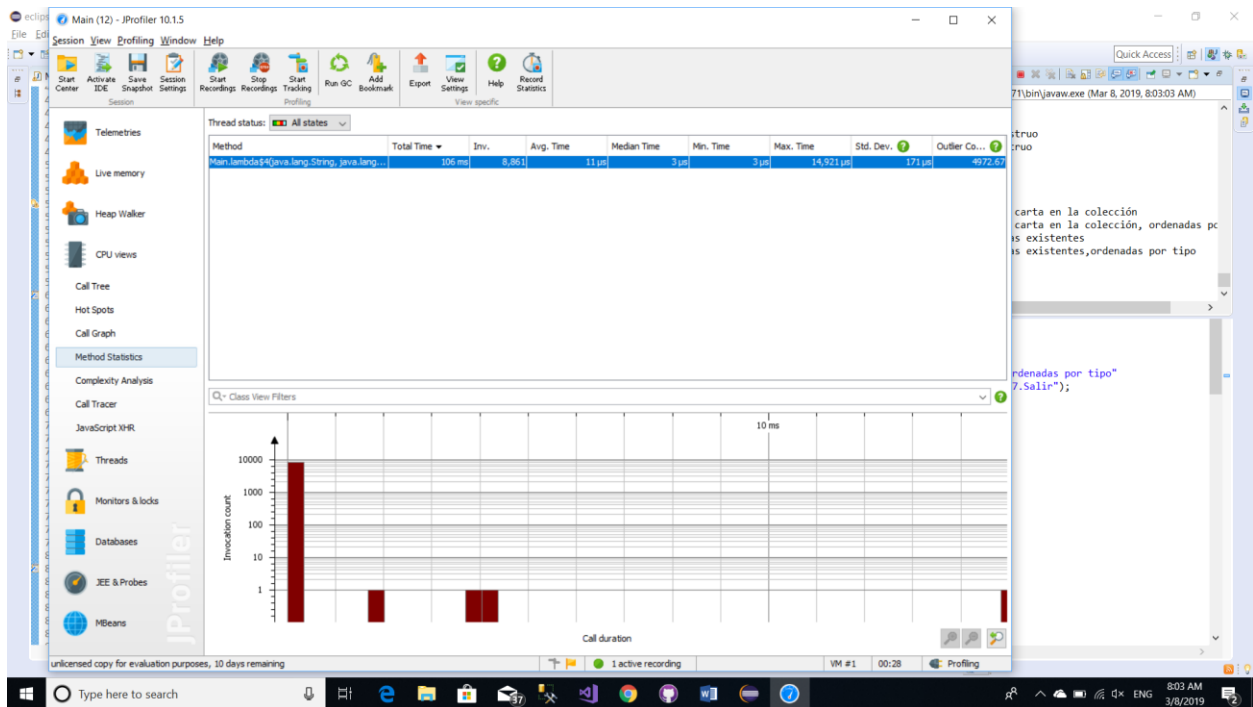 eclips
Main (12) - JProfiler 10.1.5
File Edi
Session View Profiling Window Help
Start Center
Activate IDE
Save Snapshot
Session Settings
Session
Start Recordings
Stop Recordings
Start Tracking
Run GC
Add Bookmark
Profiling
Export
View Settings
Help
View specific
Record Statistics
Quick Access
71\bin\javaw.exe (Mar 8, 2019, 8:03:03 AM)
Telemetries
Live memory
Heap Walker
CPU views
Call Tree
Hot Spots
Call Graph
Method Statistics
Complexity Analysis
Call Tracer
JavaScript XHR
Threads
Monitors & locks
Databases
JEE & Probes
MBeans
JProfiler
Thread status: All states
Method Total Time Inv. Avg. Time Median Time Min. Time Max. Time Std. Dev. Outlier Co...
Main.lambda$4(java.lang.String, java.lang... 106 ms 8,861 11 μs 3 μs 3 μs 14,921 μs 171 μs 4972.67
Class View Filters
10 ms
10000
1000
100
10
1
Invocation count
Call duration
struo
truo
carta en la colección
carta en la colección, ordenadas po
as existentes
as existentes,ordenadas por tipo
rdenadas por tipo"
7.Salir");
unlicensed copy for evaluation purposes, 10 days remaining
1 active recording
VM #1
00:28
Profiling
Type here to search
37
ENG
8:03 AM
3/8/2019
2